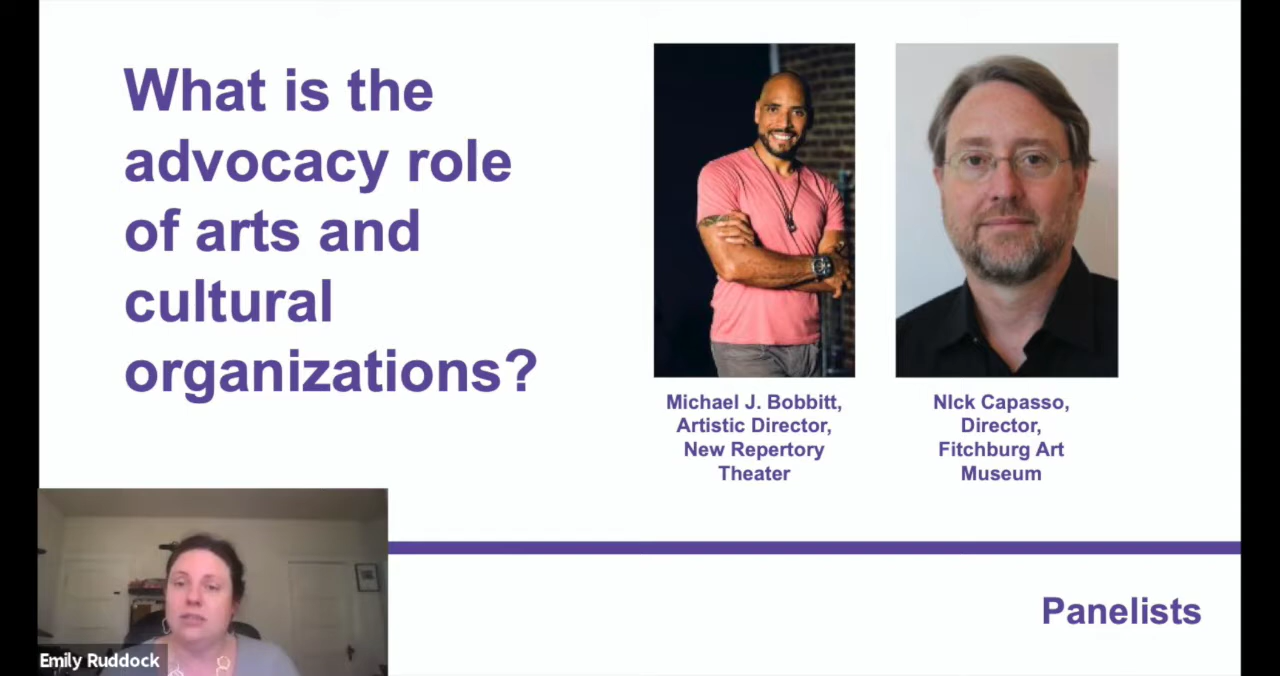 What is the
advocacy role
of arts and
cultural
organizations?
Michael J. Bobbitt,
Artistic Director,
New Repertory
Theater
NIck Capasso,
Director,
Fitchburg Art
Museum
Panelists
Emily Ruddock